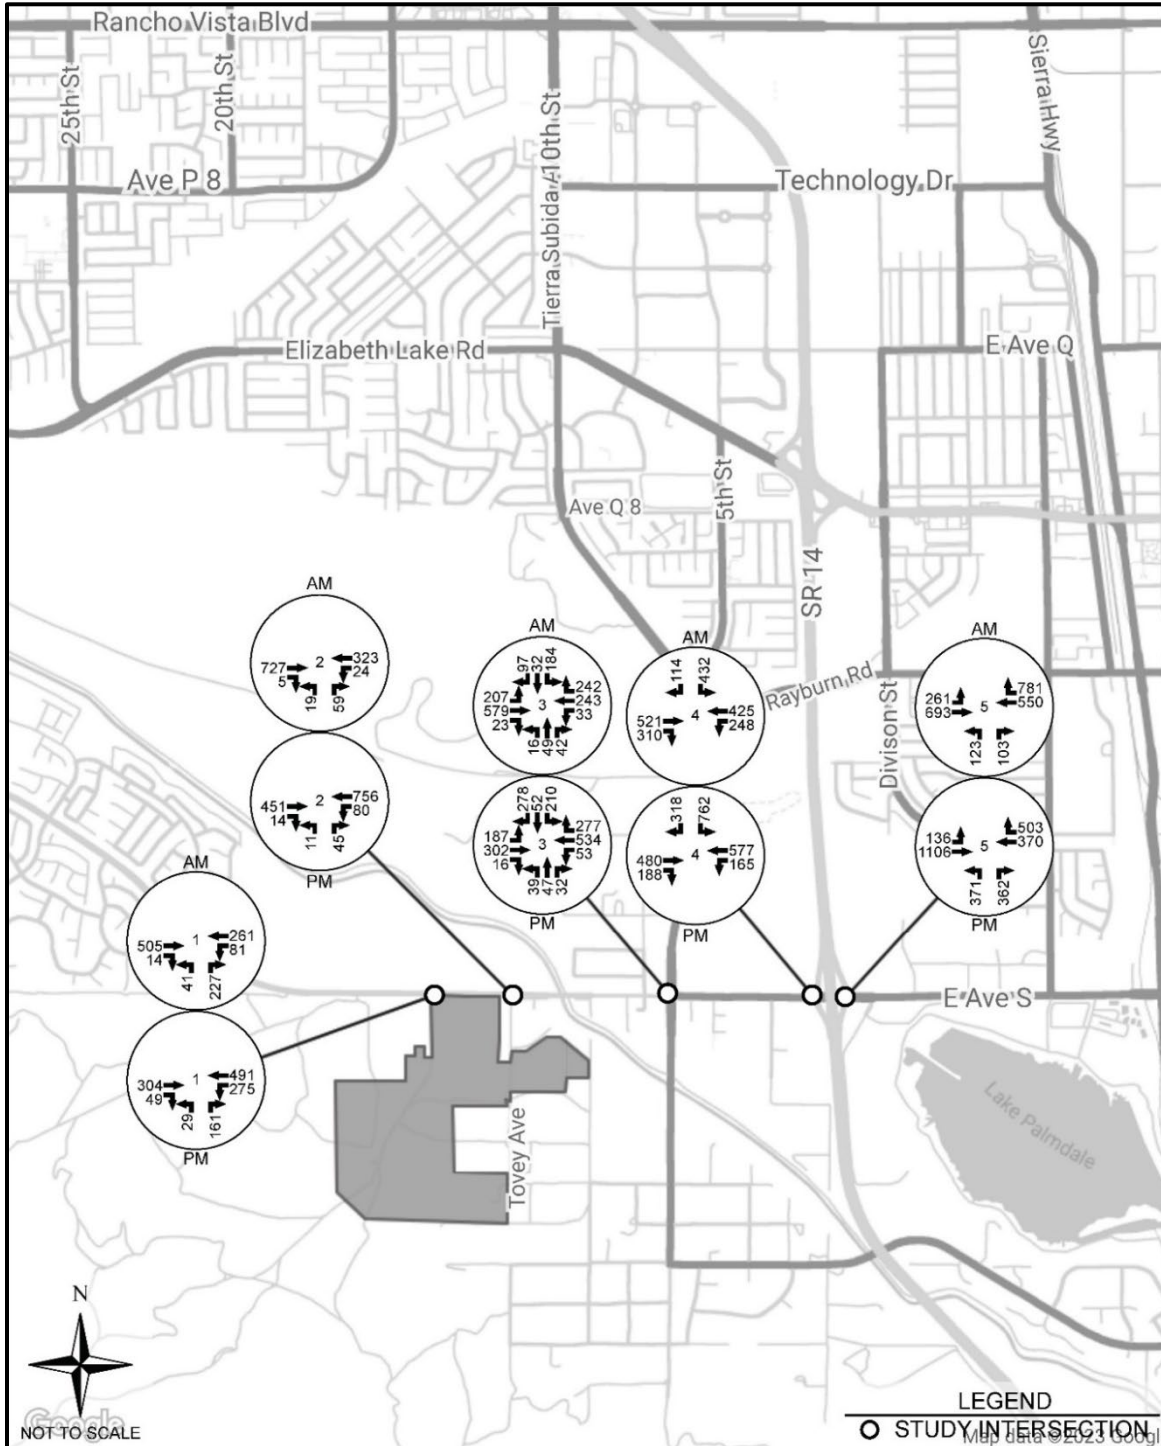 Rancho Vista Blvd
25th St
20th St
Tierra Subida A10th St
Sierra Hwy
Ave P 8
Technology Dr
Elizabeth Lake Rd
E Ave Q
5th St
Ave Q 8
SR 14
Rayburn Rd
Divison St
AM
2
727
5
323
24
19
59
2
451
14
756
80
11
45
PM
AM
3
97
32
184
207
579
23
242
243
33
16
49
42
3
278
52
210
187
302
16
277
534
53
39
47
32
PM
AM
4
114
432
521
310
425
248
4
318
762
480
188
577
165
PM
AM
5
261
693
781
550
123
103
5
136
1106
503
370
371
362
PM
AM
1
505
14
261
81
41
227
1
304
49
491
275
29
161
PM
E Ave S
Lake Palmdale
Tovey Ave
N
Google
NOT TO SCALE
LEGEND
STUDY INTERSECTION
Map data ©2023 Googl